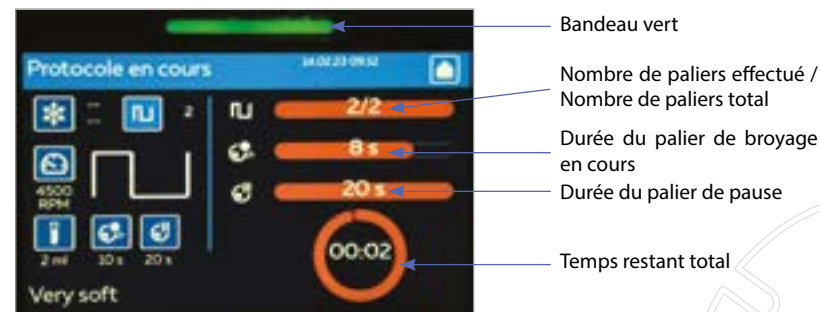 Bandeau vert
Protocole en cours
14.02.23 09:52
Nombre de paliers effectué /
Nombre de paliers total
2
2/2
Durée du palier de broyage
en cours
8 s
Durée du palier de pause
20 s
4500
RPM
2 ml
10 s
20 s
00:02
Temps restant total
Very soft